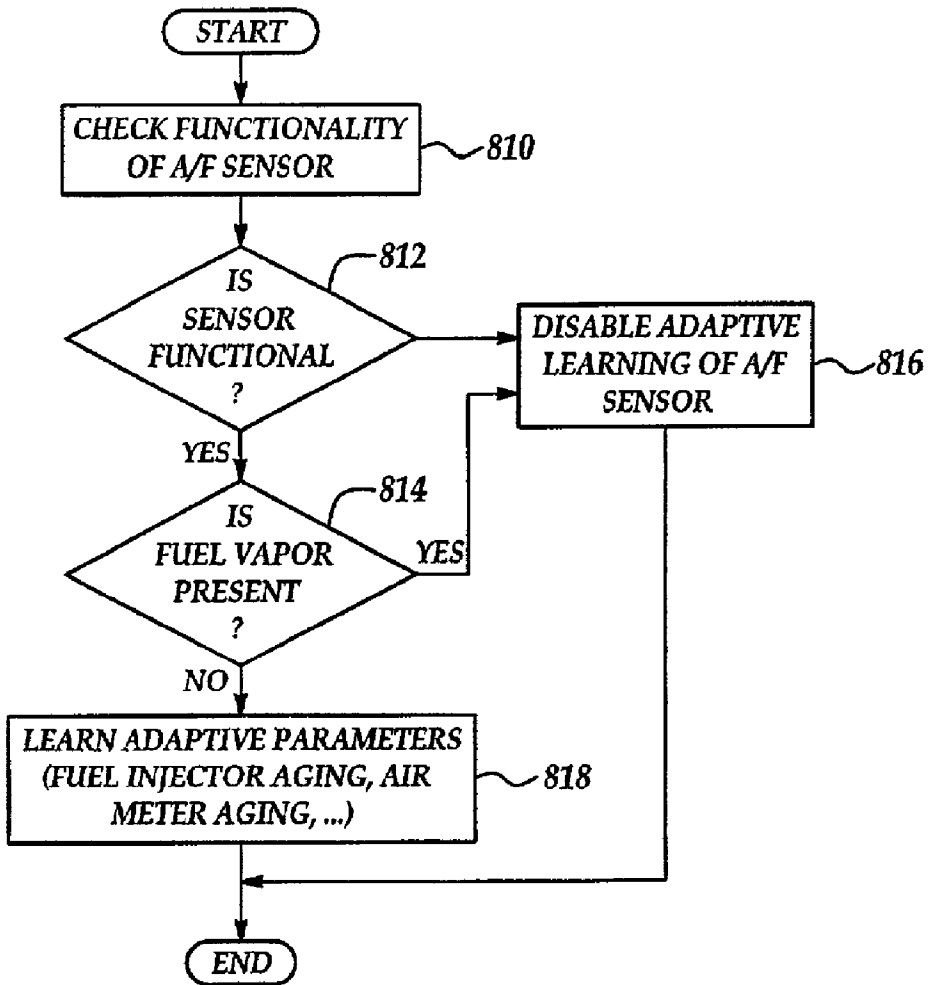 START
CHECK FUNCTIONALITY
OF A/F SENSOR
810
812
IS
SENSOR
FUNCTIONAL
?
DISABLE ADAPTIVE
LEARNING OF A/F
SENSOR
816
YES
814
IS
FUEL VAPOR
PRESENT
?
YES
NO
LEARN ADAPTIVE PARAMETERS
(FUEL INJECTOR AGING, AIR
METER AGING, ...)
818
END